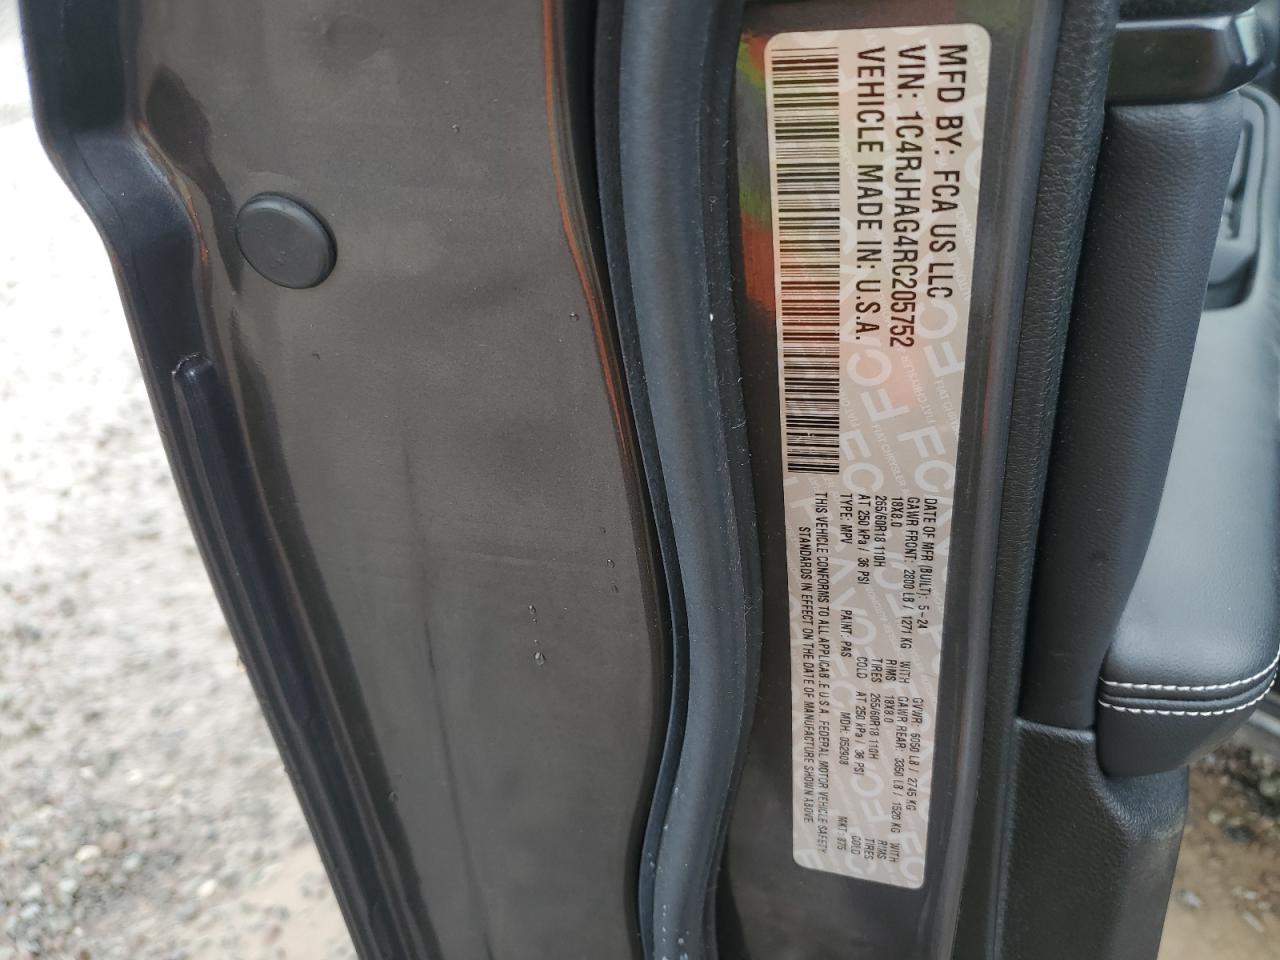 MFD BY: FCA US LLC
VIN: 1C4RJHAG4RC205752
VEHICLE MADE IN: U.S.A.
DATE OF MFR (BUILT): 5-24 GVWR: 6050 LB / 2745 KG
GAWR FRONT: 2800 LB / 1271 KG WITH GAWR REAR: 3350 LB / 1520 KG WITH
18X8.0 RIMS 18X8.0 RIMS
265/60R18 110H TIRES 265/60R18 110H TIRES
AT 250 kPa / 36 PSI COLD AT 250 kPa / 36 PSI COLD
TYPE: MPV PAINT: PAS MDH: 052908 MKT: 875
THIS VEHICLE CONFORMS TO ALL APPLICABLE U.S.A. FEDERAL MOTOR VEHICLE SAFETY
STANDARDS IN EFFECT ON THE DATE OF MANUFACTURE SHOWN ABOVE